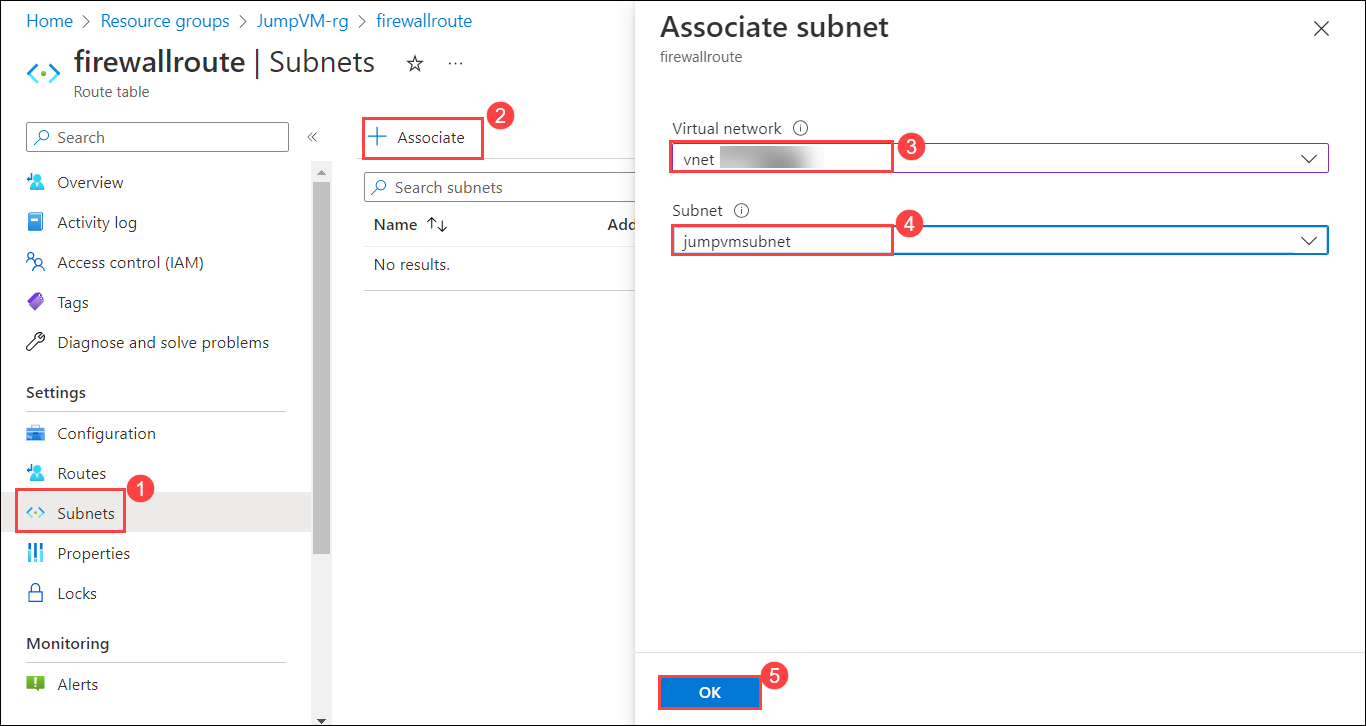 Home > Resource groups > JumpVM-rg > firewallroute
firewallroute | Subnets
Route table
Search
Overview
Activity log
Access control (IAM)
Tags
Diagnose and solve problems
Settings
Configuration
Routes
1
Subnets
Properties
Locks
Monitoring
Alerts
2
Associate
Search subnets
Name Add
No results.
Associate subnet
firewallroute
Virtual network
3
vnet
Subnet
4
jumpvmsubnet
5
OK